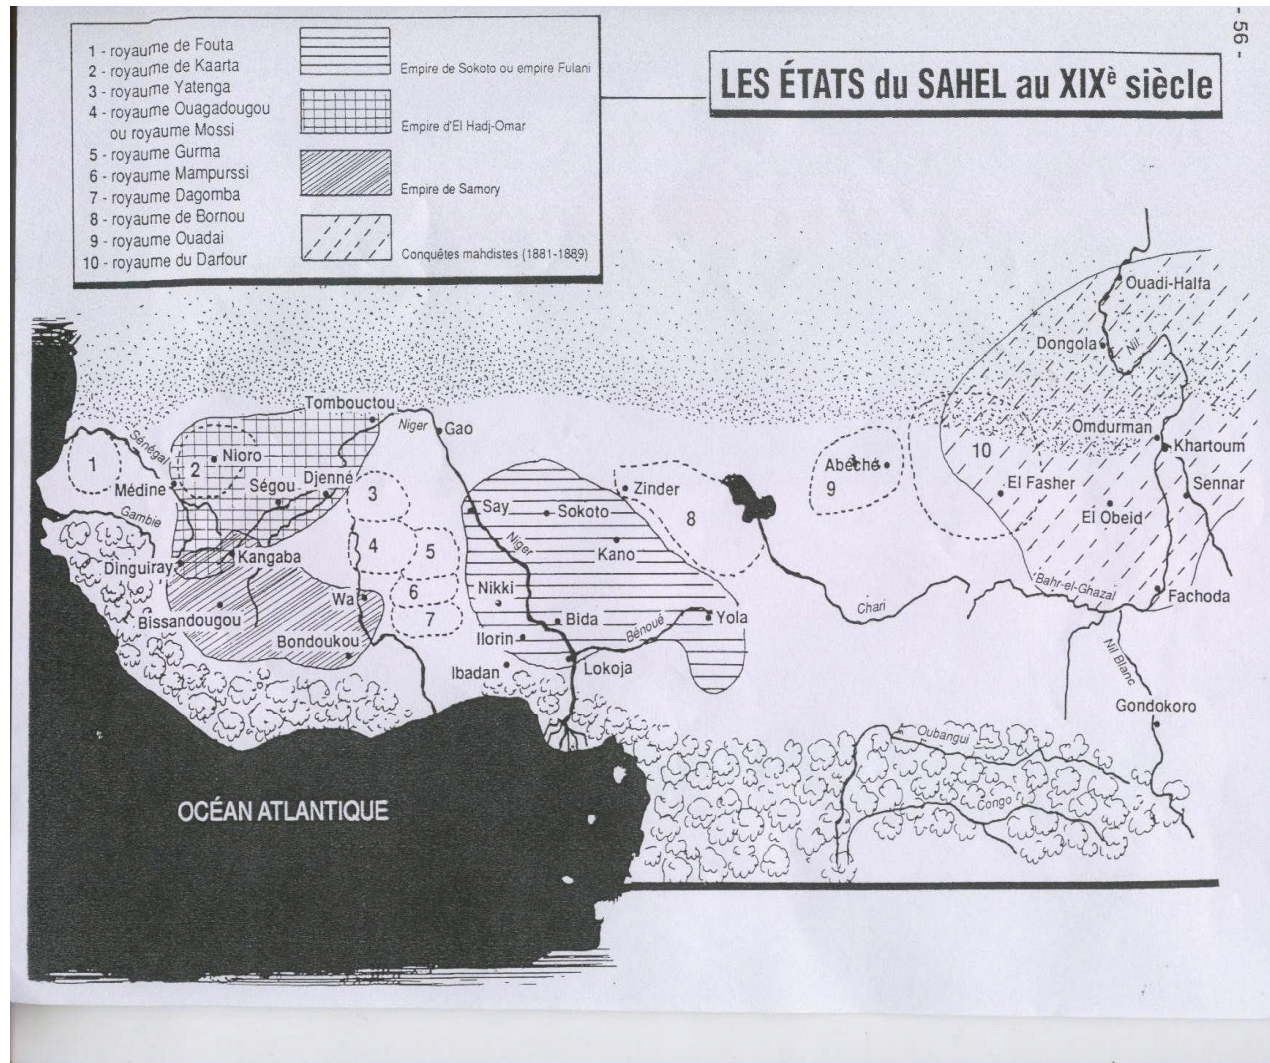 - 56 -
LES ÉTATS du SAHEL au XIXè siècle
1 - royaume de Fouta
2 - royaume de Kaarta
3 - royaume Yatenga
4 - royaume Ouagadougou
ou royaume Mossi
5 - royaume Gurma
6 - royaume Mampurssi
7 - royaume Dagomba
8 - royaume de Bornou
9 - royaume Ouadai
10 - royaume du Darfour
Empire de Sokoto ou empire Fulani
Empire d'El Hadj-Omar
Empire de Samory
Conquêtes mahdistes (1881-1889)
Ouadi-Halfa
Dongola
Nil
Tombouctou
Niger
Gao
Omdurman
Khartoum
Sénégal
1
2
Nioro
Médine
Ségou
Djenné
3
Say
Sokoto
Zinder
8
Abéché
9
10
El Fasher
El Obeid
Sennar
Gambie
Dinguiray
Kangaba
4
5
Niger
Kano
Bissandougou
Wa
6
7
Nikki
Bida
Bénoué
Yola
Chari
Bahr-el-Ghazal
Fachoda
Bondoukou
Ilorin
Ibadan
Lokoja
Nil Blanc
Gondokoro
Oubangui
Congo
OCÉAN ATLANTIQUE